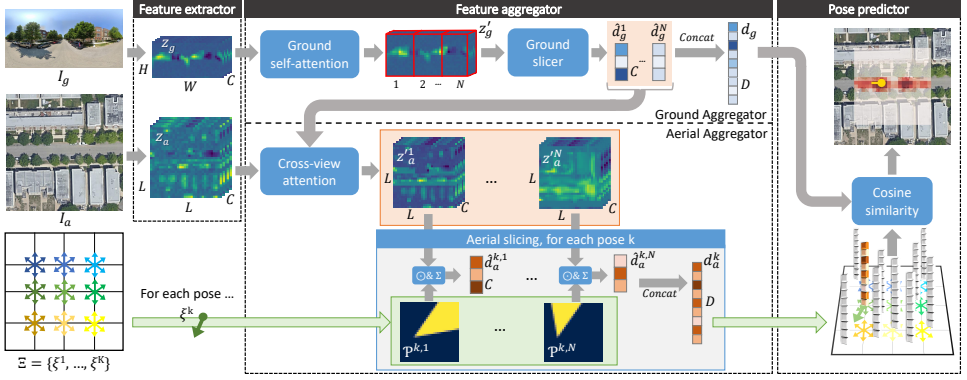 Feature extractor
Feature aggregator
Pose predictor
I_g
H
W
C
z_g
Ground
self-attention
z'_g
1 2 ... N
Ground
slicer
d̂_g^1 d̂_g^N
C ...
Concat
d_g
D
Ground Aggregator
Aerial Aggregator
I_a
z_a
L
L
C
Cross-view
attention
z'_a^1
L
L
C
...
z'_a^N
L
L
C
Cosine
similarity
Aerial slicing, for each pose k
⊙& Σ
d̂_a^{k,1}
C
...
⊙& Σ
d̂_a^{k,N}
Concat
d_a^k
D
For each pose ...
ξ^k
P^{k,1}
...
P^{k,N}
Ξ = {ξ^1, ..., ξ^K}